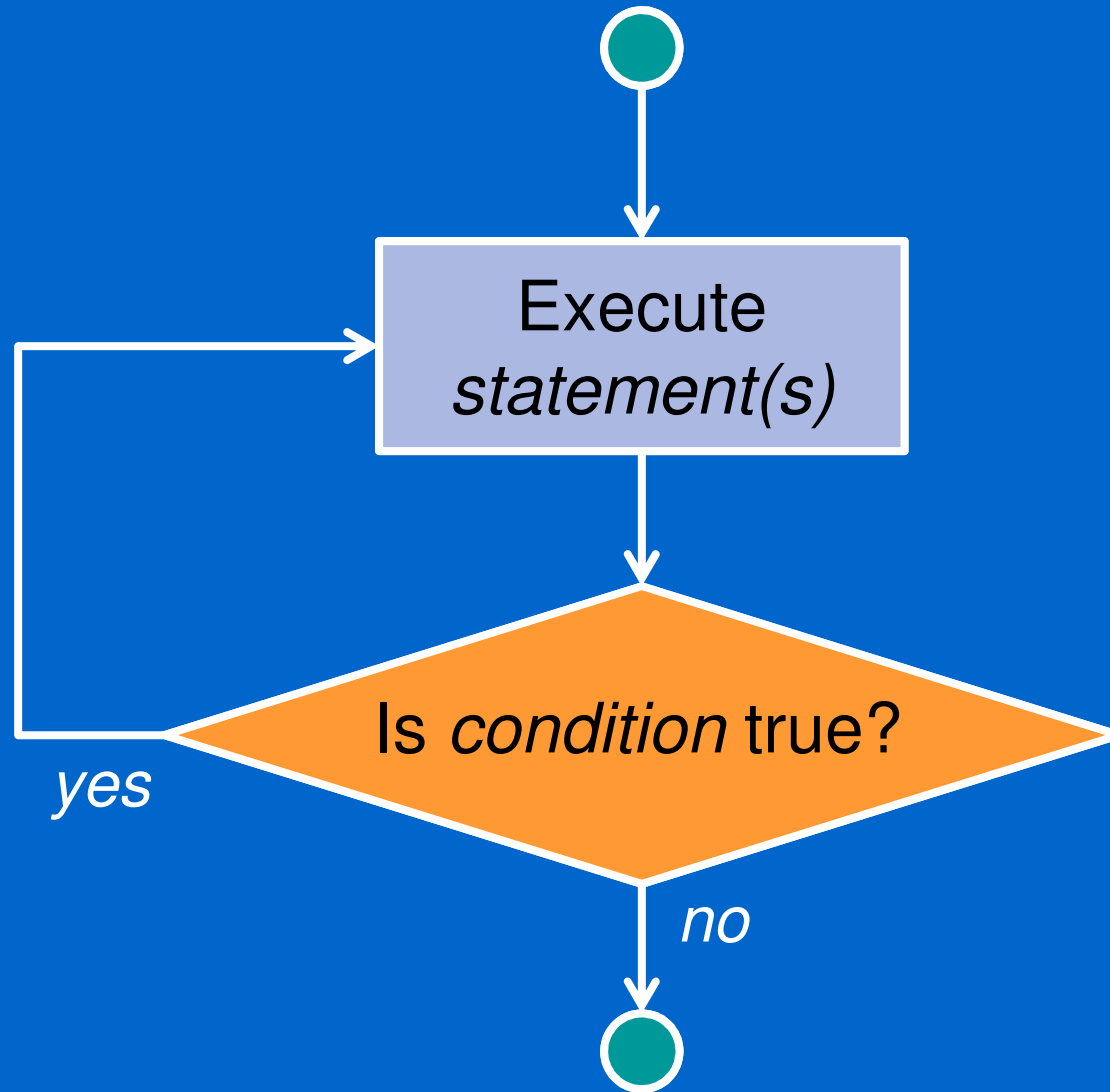 Execute
statement(s)
Is condition true?
yes
no